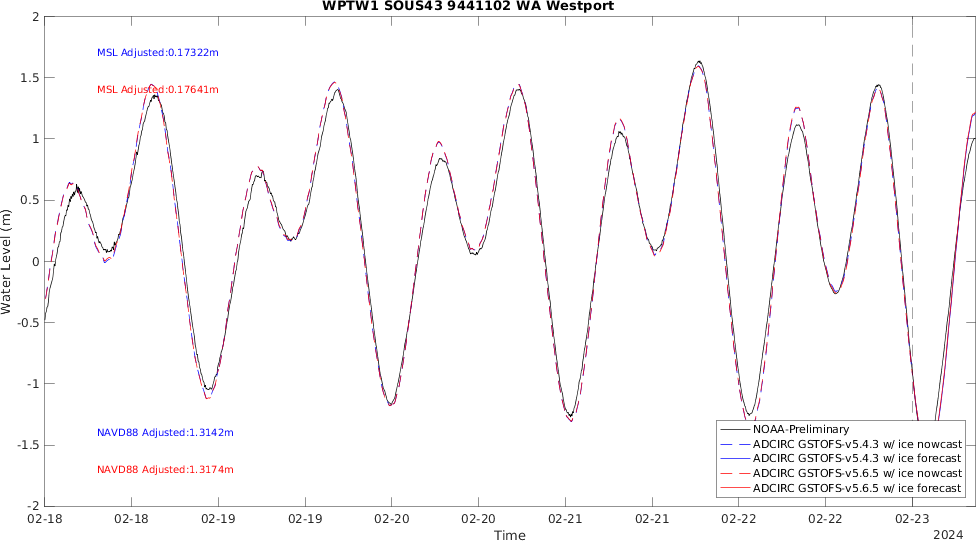 WPTW1 SOUS43 9441102 WA Westport
2
1.5
1
0.5
0
-0.5
-1
-1.5
-2
Water Level (m)
MSL Adjusted:0.17322m
MSL Adjusted:0.17641m
NAVD88 Adjusted:1.3142m
NAVD88 Adjusted:1.3174m
NOAA-Preliminary
ADCIRC GSTOFS-v5.4.3 w/ ice nowcast
ADCIRC GSTOFS-v5.4.3 w/ ice forecast
ADCIRC GSTOFS-v5.6.5 w/ ice nowcast
ADCIRC GSTOFS-v5.6.5 w/ ice forecast
02-18 02-18 02-19 02-19 02-20 02-20 02-21 02-21 02-22 02-22 02-23
Time
2024